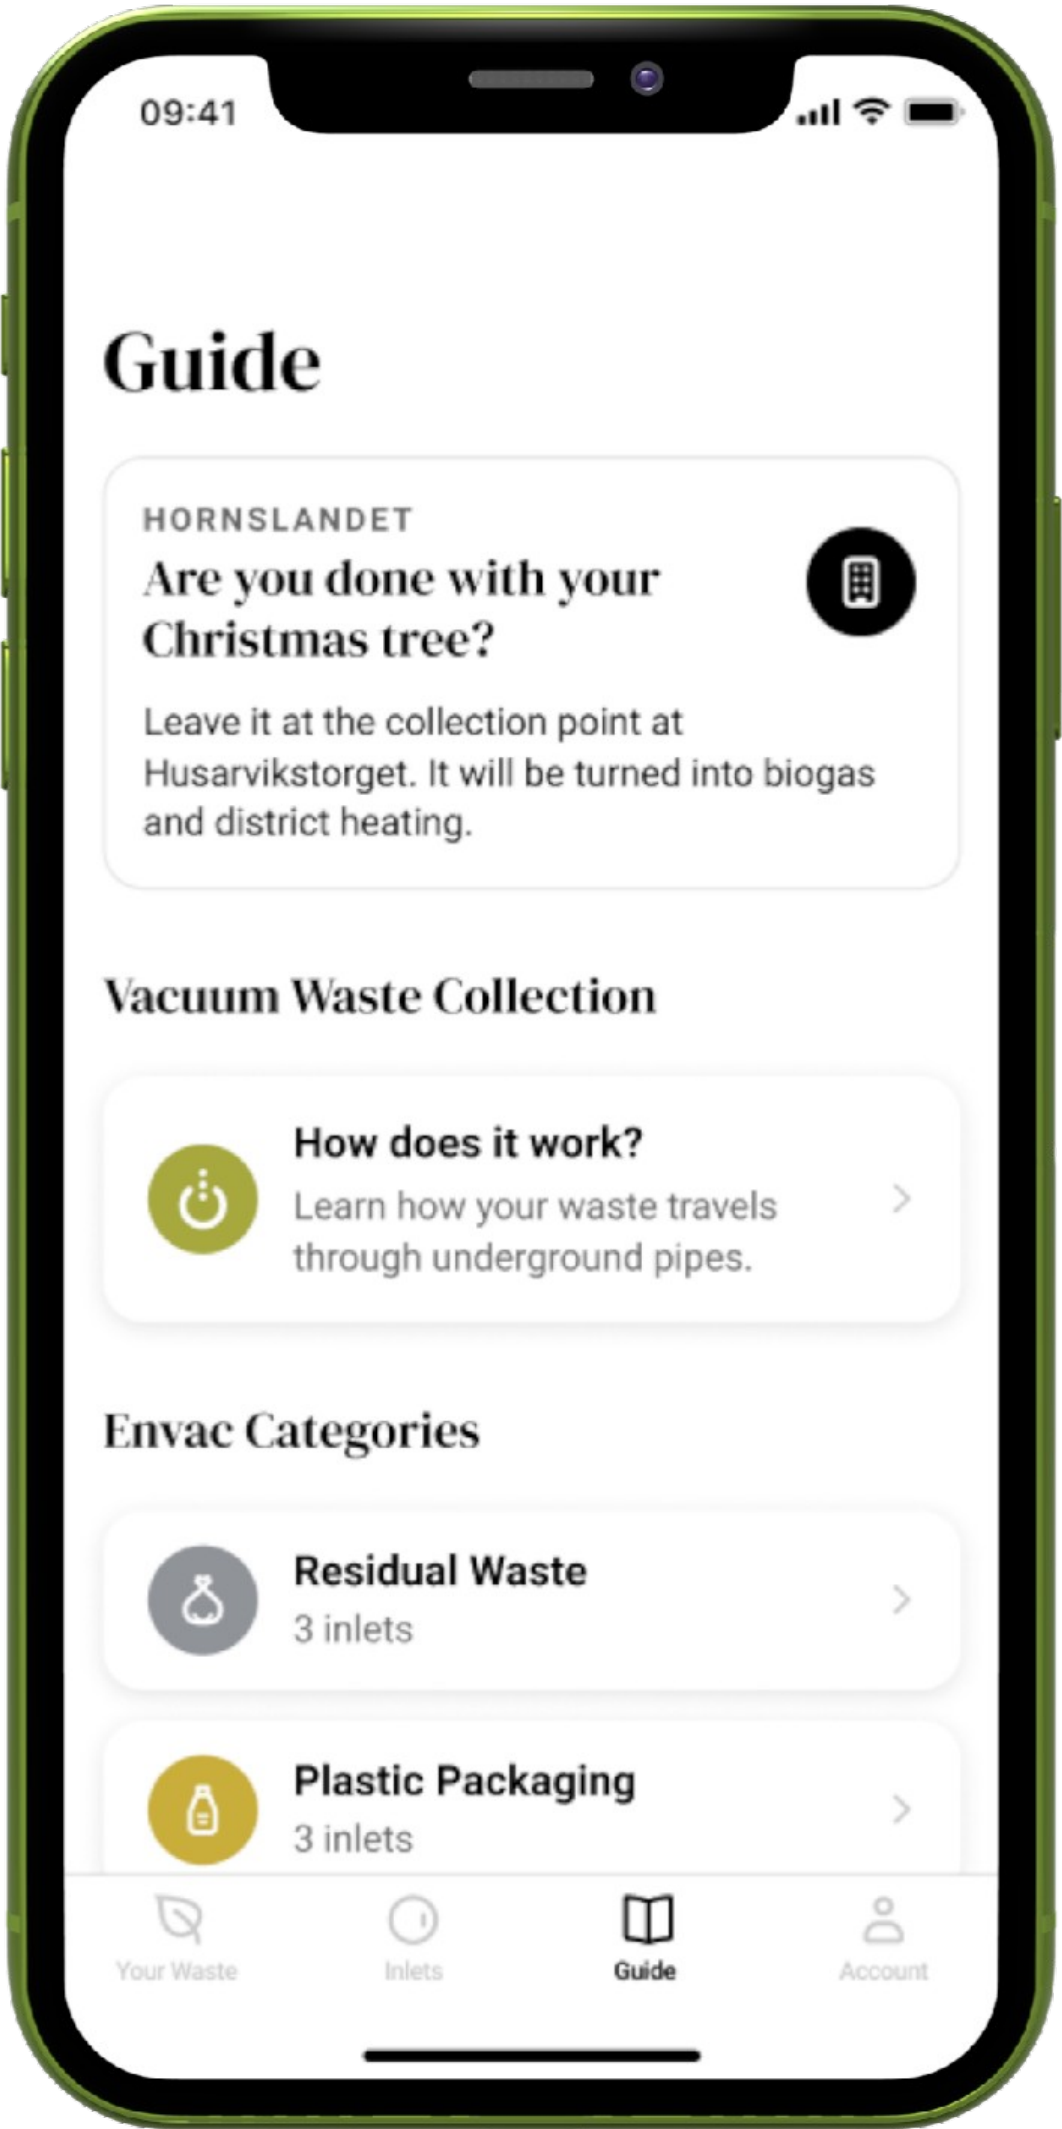 09:41
Guide
HORNSLANDET
Are you done with your
Christmas tree?
Leave it at the collection point at
Husarvikstorget. It will be turned into biogas
and district heating.
Vacuum Waste Collection
How does it work?
Learn how your waste travels
through underground pipes.
Envac Categories
Residual Waste
3 inlets
Plastic Packaging
3 inlets
Your Waste
Inlets
Guide
Account